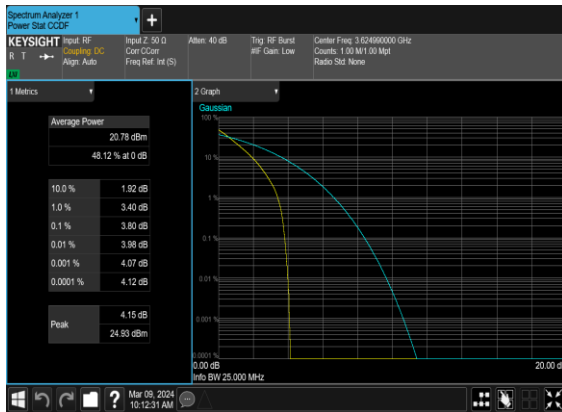 Spectrum Analyzer 1
Power Stat CCDF
KEYSIGHT
R T
Input: RF
Coupling: DC
Align: Auto
Input Z: 50 Ω
Corr CCorr
Freq Ref: Int (S)
Atten: 40 dB
Trig: RF Burst
#IF Gain: Low
Center Freq: 3.624990000 GHz
Counts: 1.00 M/1.00 Mpt
Radio Std: None
1 Metrics
Average Power
20.78 dBm
48.12 % at 0 dB
10.0 % 1.92 dB
1.0 % 3.40 dB
0.1 % 3.80 dB
0.01 % 3.98 dB
0.001 % 4.07 dB
0.0001 % 4.12 dB
Peak
4.15 dB
24.93 dBm
2 Graph
Gaussian
100 %
10 %
1 %
0.1 %
0.01 %
0.001 %
0.0001 %
0.00 dB
20.00 dB
Info BW 25.000 MHz
?
Mar 09, 2024
10:12:31 AM